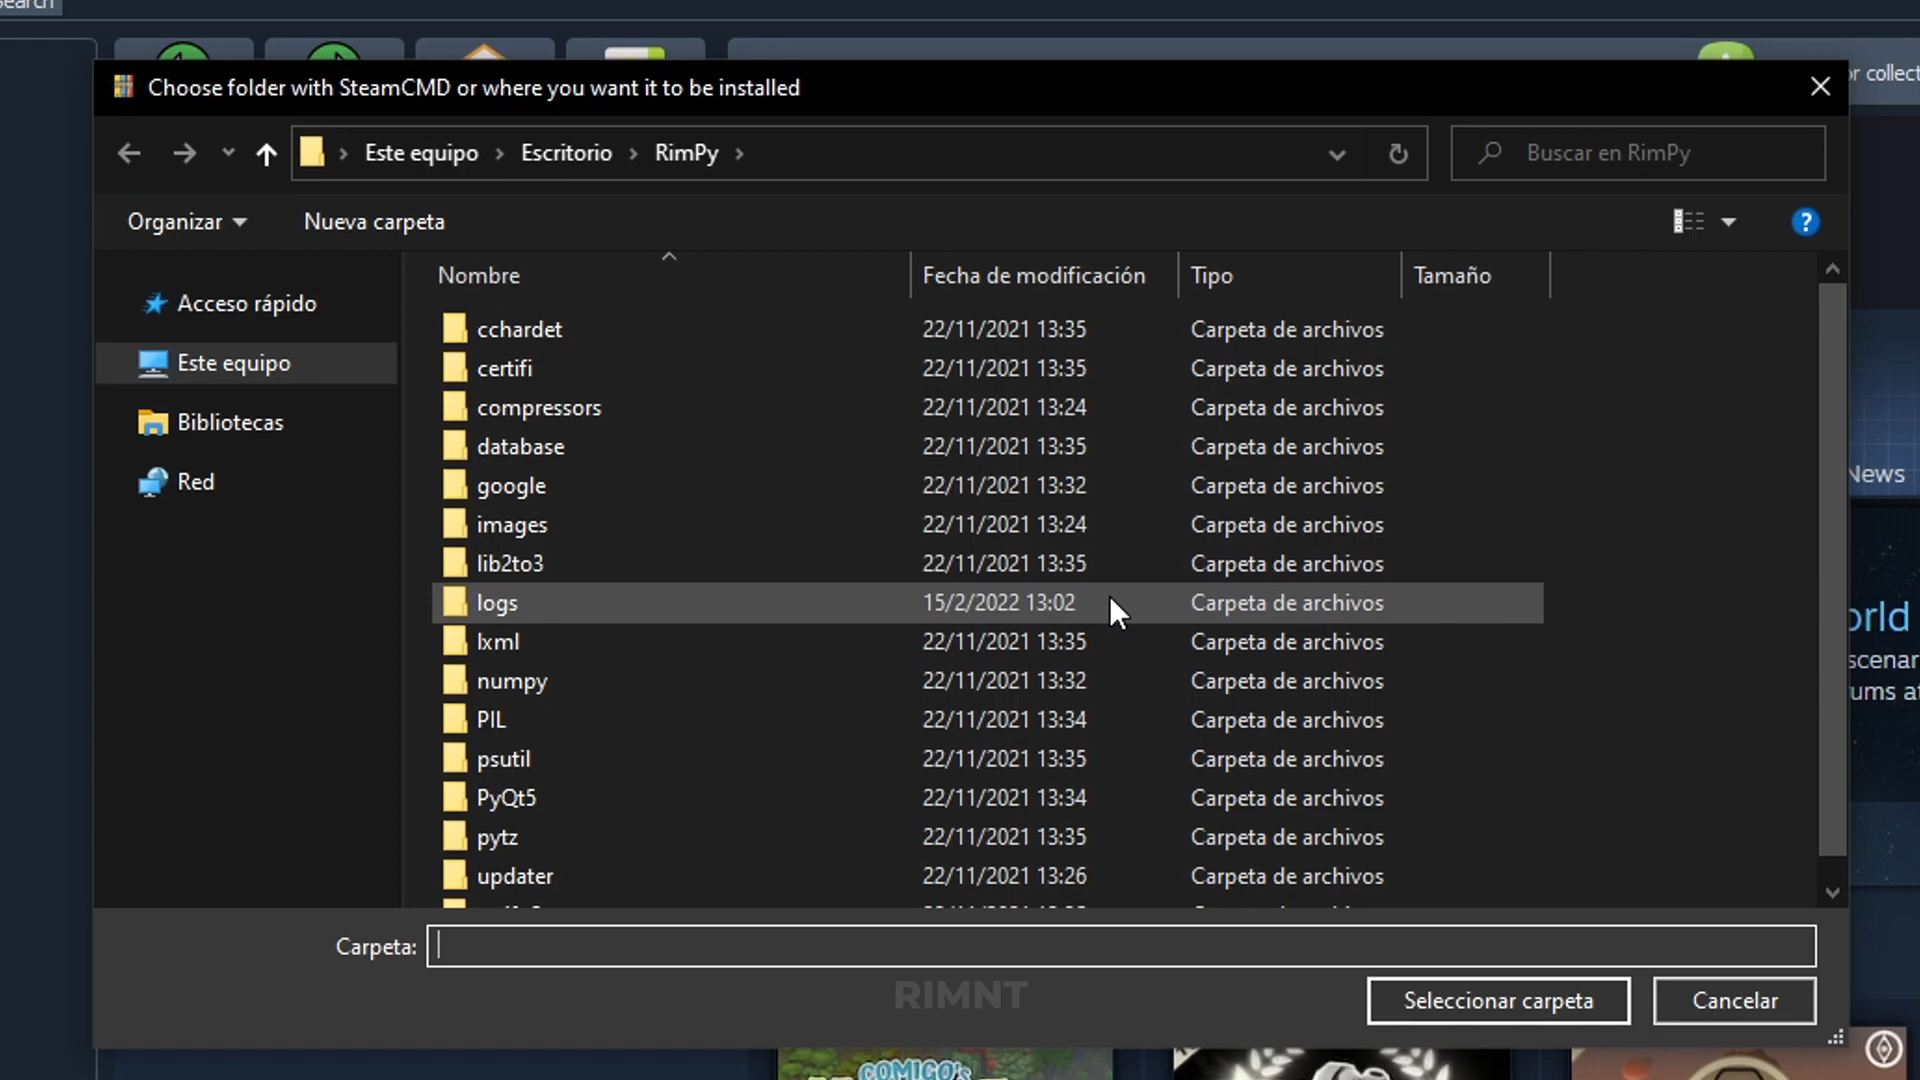 Search
or collect
Choose folder with SteamCMD or where you want it to be installed
Este equipo > Escritorio > RimPy >
Buscar en RimPy
Organizar
Nueva carpeta
Nombre
Fecha de modificación
Tipo
Tamaño
Acceso rápido
Este equipo
Bibliotecas
Red
cchardet 22/11/2021 13:35 Carpeta de archivos
certifi 22/11/2021 13:35 Carpeta de archivos
compressors 22/11/2021 13:24 Carpeta de archivos
database 22/11/2021 13:35 Carpeta de archivos
google 22/11/2021 13:32 Carpeta de archivos
images 22/11/2021 13:24 Carpeta de archivos
lib2to3 22/11/2021 13:35 Carpeta de archivos
logs 15/2/2022 13:02 Carpeta de archivos
lxml 22/11/2021 13:35 Carpeta de archivos
numpy 22/11/2021 13:32 Carpeta de archivos
PIL 22/11/2021 13:34 Carpeta de archivos
psutil 22/11/2021 13:35 Carpeta de archivos
PyQt5 22/11/2021 13:34 Carpeta de archivos
pytz 22/11/2021 13:35 Carpeta de archivos
updater 22/11/2021 13:26 Carpeta de archivos
News
orld
scenar
ums at
Carpeta:
RIMNT
Seleccionar carpeta
Cancelar
COMIGO's